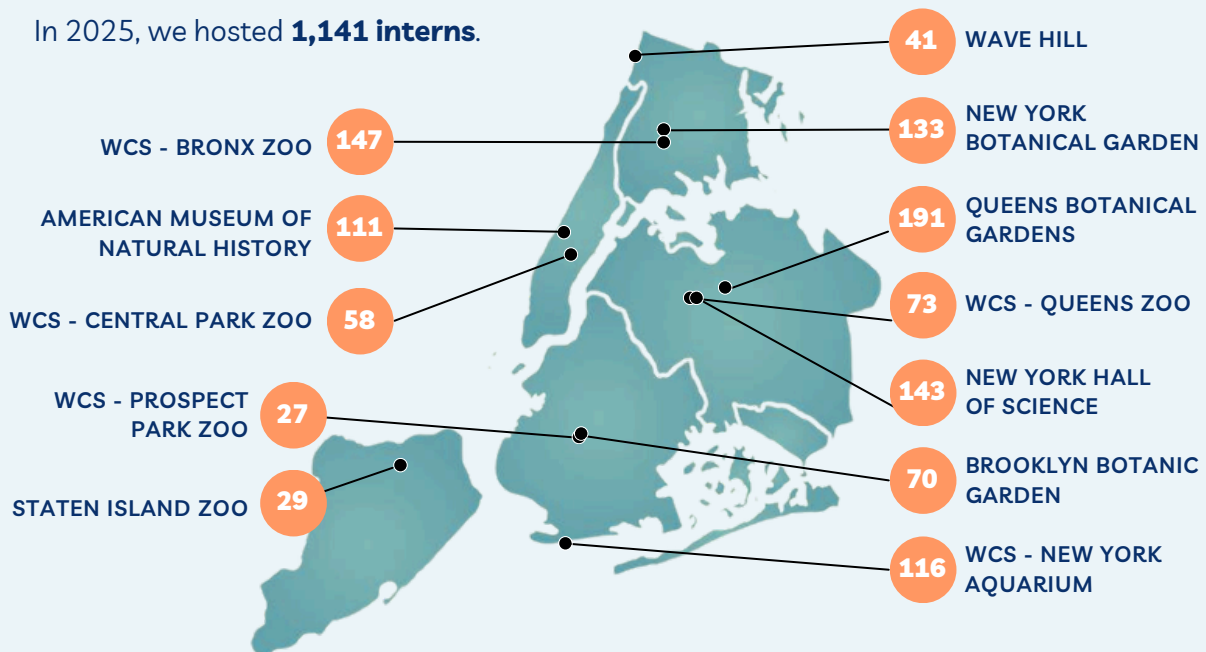 In 2025, we hosted 1,141 interns.
41 WAVE HILL
WCS - BRONX ZOO 147
133 NEW YORK
BOTANICAL GARDEN
AMERICAN MUSEUM OF
NATURAL HISTORY 111
191 QUEENS BOTANICAL
GARDENS
WCS - CENTRAL PARK ZOO 58
73 WCS - QUEENS ZOO
WCS - PROSPECT
PARK ZOO 27
143 NEW YORK HALL
OF SCIENCE
STATEN ISLAND ZOO 29
70 BROOKLYN BOTANIC
GARDEN
116 WCS - NEW YORK
AQUARIUM